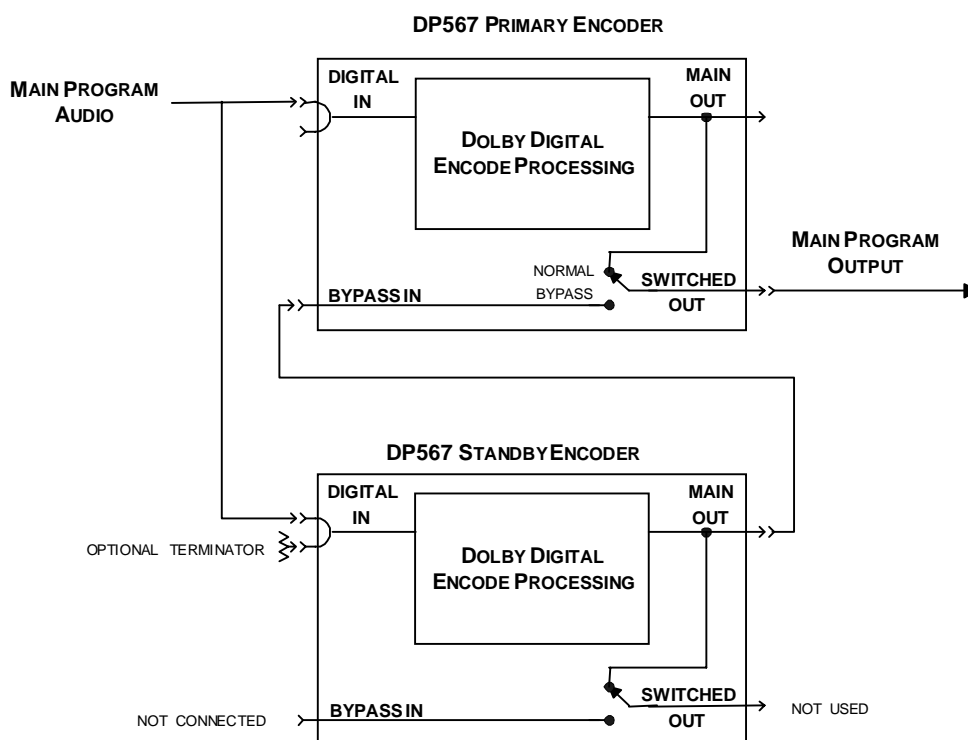 DP567 PRIMARY ENCODER
MAIN PROGRAM
AUDIO
DIGITAL
IN
MAIN
OUT
DOLBY DIGITAL
ENCODE PROCESSING
MAIN PROGRAM
OUTPUT
NORMAL
BYPASS
BYPASS IN
SWITCHED
OUT
DP567 STANDBY ENCODER
DIGITAL
IN
MAIN
OUT
OPTIONAL TERMINATOR
DOLBY DIGITAL
ENCODE PROCESSING
NOT CONNECTED
BYPASS IN
SWITCHED
OUT
NOT USED